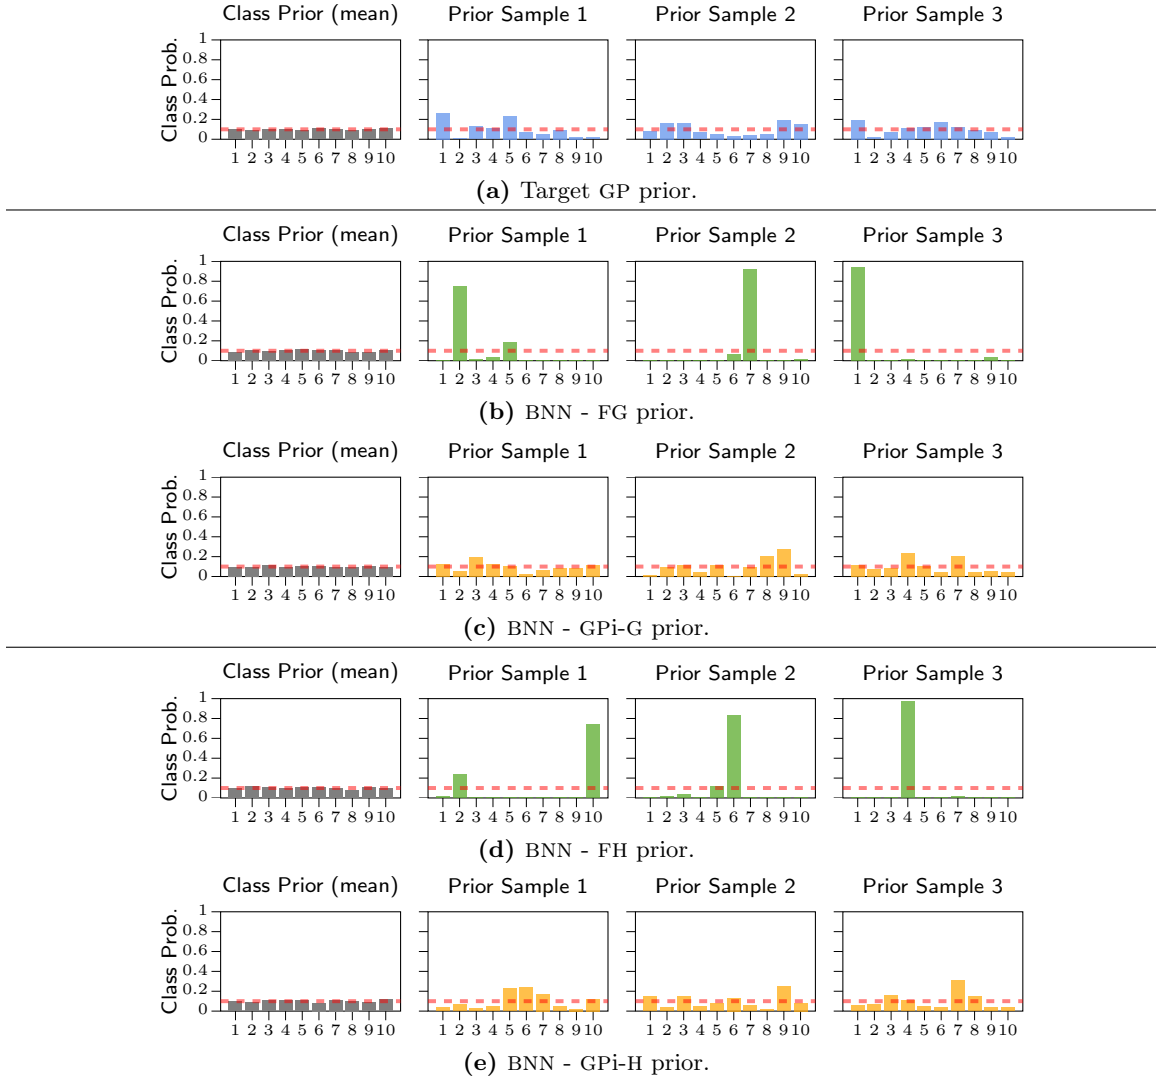 Class Prior (mean) Prior Sample 1 Prior Sample 2 Prior Sample 3
Class Prob.
1
0.8
0.6
0.4
0.2
0
1 2 3 4 5 6 7 8 9 10 1 2 3 4 5 6 7 8 9 10 1 2 3 4 5 6 7 8 9 10 1 2 3 4 5 6 7 8 9 10
(a) Target GP prior.
Class Prior (mean) Prior Sample 1 Prior Sample 2 Prior Sample 3
Class Prob.
1
0.8
0.6
0.4
0.2
0
1 2 3 4 5 6 7 8 9 10 1 2 3 4 5 6 7 8 9 10 1 2 3 4 5 6 7 8 9 10 1 2 3 4 5 6 7 8 9 10
(b) BNN - FG prior.
Class Prior (mean) Prior Sample 1 Prior Sample 2 Prior Sample 3
Class Prob.
1
0.8
0.6
0.4
0.2
0
1 2 3 4 5 6 7 8 9 10 1 2 3 4 5 6 7 8 9 10 1 2 3 4 5 6 7 8 9 10 1 2 3 4 5 6 7 8 9 10
(c) BNN - GPi-G prior.
Class Prior (mean) Prior Sample 1 Prior Sample 2 Prior Sample 3
Class Prob.
1
0.8
0.6
0.4
0.2
0
1 2 3 4 5 6 7 8 9 10 1 2 3 4 5 6 7 8 9 10 1 2 3 4 5 6 7 8 9 10 1 2 3 4 5 6 7 8 9 10
(d) BNN - FH prior.
Class Prior (mean) Prior Sample 1 Prior Sample 2 Prior Sample 3
Class Prob.
1
0.8
0.6
0.4
0.2
0
1 2 3 4 5 6 7 8 9 10 1 2 3 4 5 6 7 8 9 10 1 2 3 4 5 6 7 8 9 10 1 2 3 4 5 6 7 8 9 10
(e) BNN - GPi-H prior.